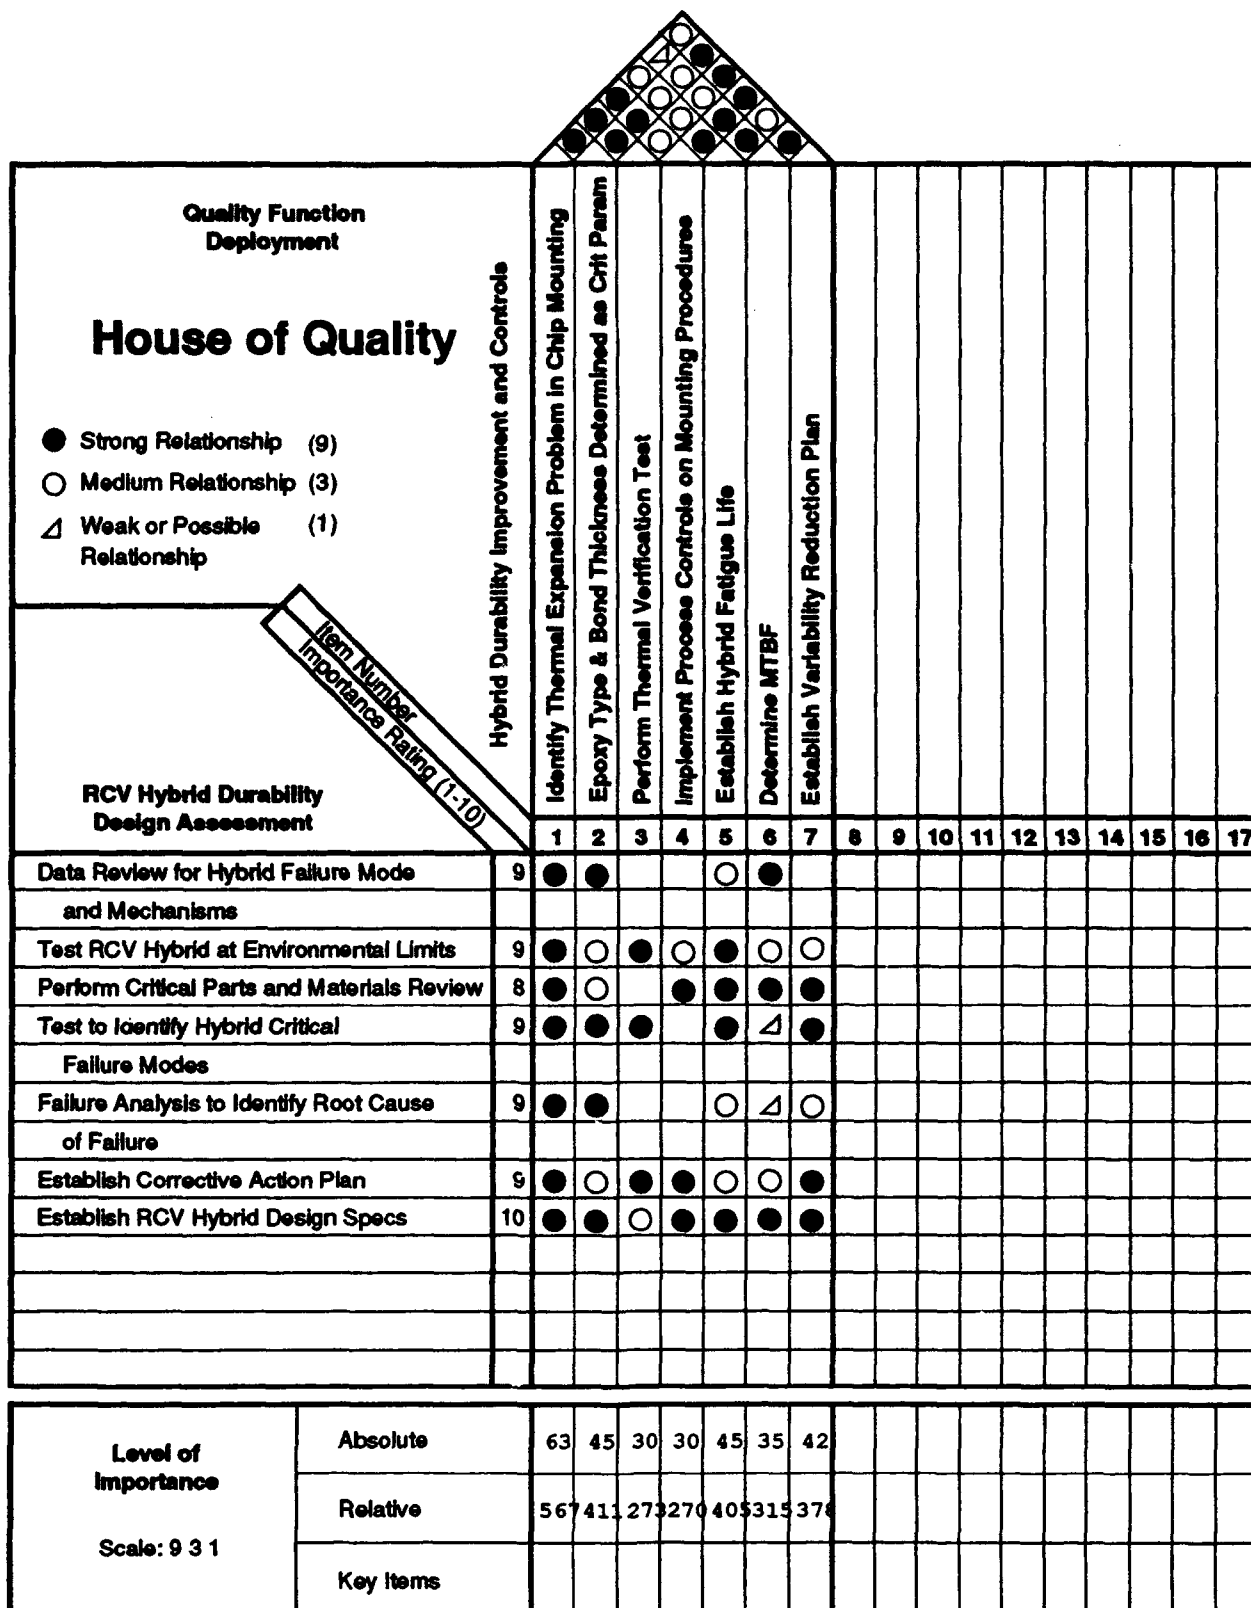 Quality Function
Deployment
House of Quality
Strong Relationship (9)
Medium Relationship (3)
Weak or Possible (1)
Relationship
Item Number
Importance Rating (1-10)
RCV Hybrid Durability
Design Assessment
Hybrid Durability Improvement and Controls
Identify Thermal Expansion Problem in Chip Mounting
Epoxy Type & Bond Thickness Determined as Crit Param
Perform Thermal Verification Test
Implement Process Controls on Mounting Procedures
Establish Hybrid Fatigue Life
Determine MTBF
Establish Variability Reduction Plan
1 2 3 4 5 6 7 8 9 10 11 12 13 14 15 16 17
Data Review for Hybrid Failure Mode 9
and Mechanisms
Test RCV Hybrid at Environmental Limits 9
Perform Critical Parts and Materials Review 8
Test to Identify Hybrid Critical 9
Failure Modes
Failure Analysis to Identify Root Cause 9
of Failure
Establish Corrective Action Plan 9
Establish RCV Hybrid Design Specs 10
Level of
Importance
Scale: 9 3 1
Absolute 63 45 30 30 45 35 42
Relative 567 411 273 270 405 315 378
Key Items